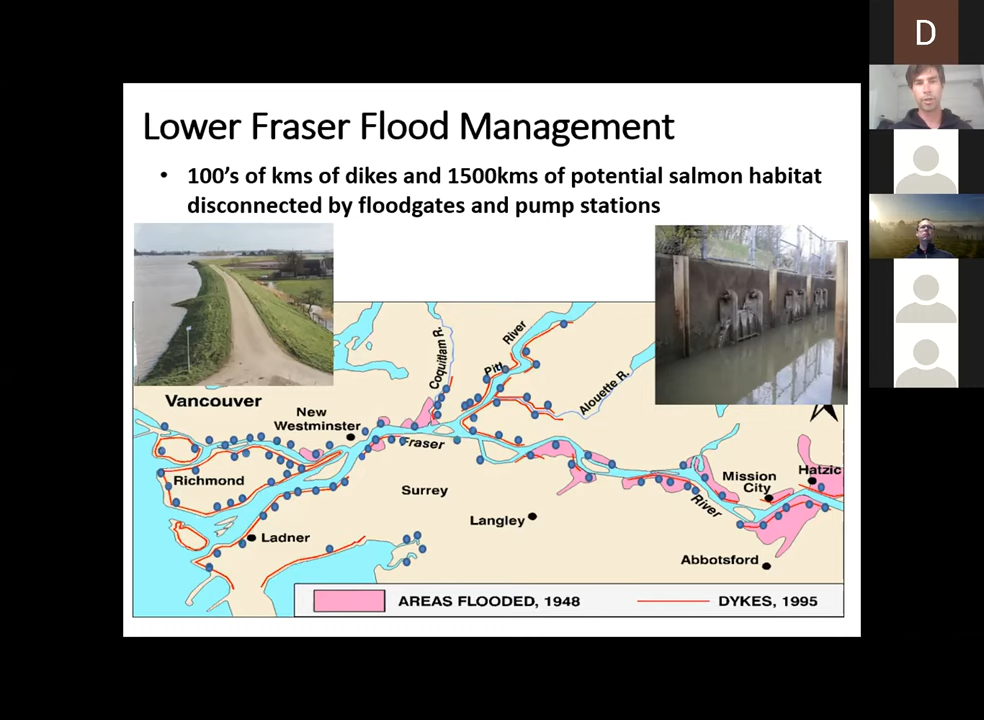 D
Lower Fraser Flood Management
• 100's of kms of dikes and 1500kms of potential salmon habitat
disconnected by floodgates and pump stations
Coquitlam R.
Pitt River
Alouette R.
Vancouver
New
Westminster
Fraser
Richmond
Surrey
Mission
City
Hatzic
River
Langley
Ladner
Abbotsford
AREAS FLOODED, 1948
DYKES, 1995